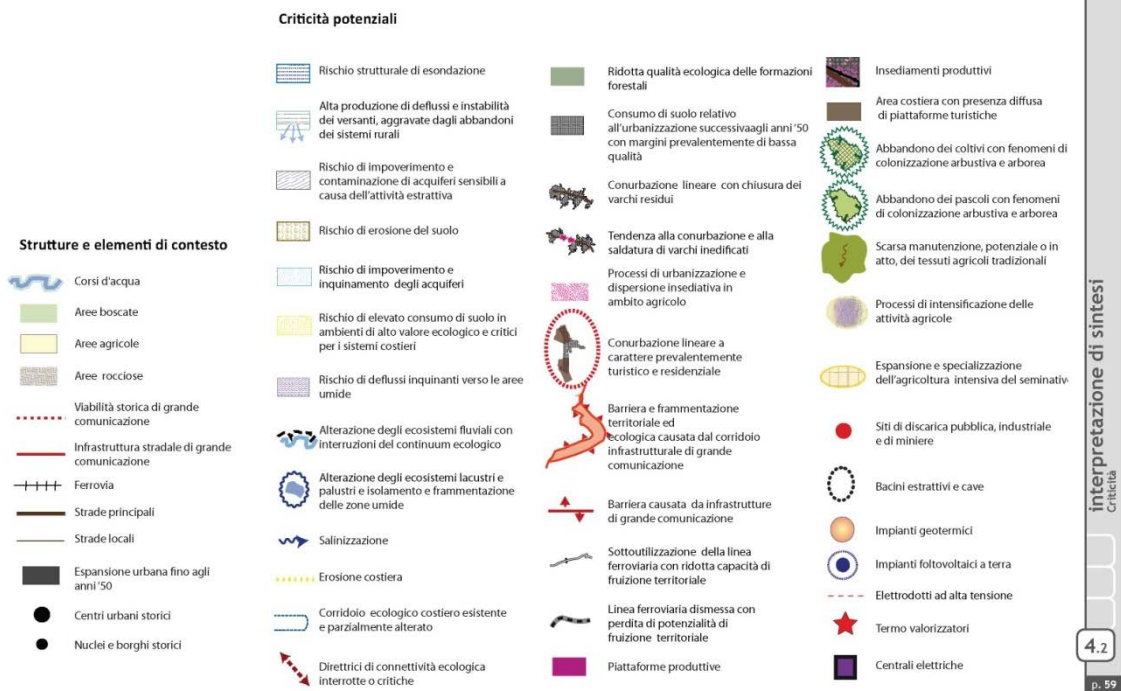 Criticità potenziali
Strutture e elementi di contesto
Corsi d'acqua
Aree boscate
Aree agricole
Aree rocciose
Viabilità storica di grande
comunicazione
Infrastruttura stradale di grande
comunicazione
Ferrovia
Strade principali
Strade locali
Espansione urbana fino agli
anni '50
Centri urbani storici
Nuclei e borghi storici
Rischio strutturale di esondazione
Alta produzione di deflussi e instabilità
dei versanti, aggravate dagli abbandoni
dei sistemi rurali
Rischio di impoverimento e
contaminazione di acquiferi sensibili a
causa dell'attività estrattiva
Rischio di erosione del suolo
Rischio di impoverimento e
inquinamento degli acquiferi
Rischio di elevato consumo di suolo in
ambienti di alto valore ecologico e critici
per i sistemi costieri
Rischio di deflussi inquinanti verso le aree
umide
Alterazione degli ecosistemi fluviali con
interruzioni del continuum ecologico
Alterazione degli ecosistemi lacustri e
palustri e isolamento e frammentazione
delle zone umide
Salinizzazione
Erosione costiera
Corridoio ecologico costiero esistente
e parzialmente alterato
Direttrici di connettività ecologica
interrotte o critiche
Ridotta qualità ecologica delle formazioni
forestali
Consumo di suolo relativo
all'urbanizzazione successivaagli anni '50
con margini prevalentemente di bassa
qualità
Conurbazione lineare con chiusura dei
varchi residui
Tendenza alla conurbazione e alla
saldatura di varchi inedificati
Processi di urbanizzazione e
dispersione insediativa in
ambito agricolo
Conurbazione lineare a
carattere prevalentemente
turistico e residenziale
Barriera e frammentazione
territoriale ed
ecologica causata dal corridoio
infrastrutturale di grande
comunicazione
Barriera causata da infrastrutture
di grande comunicazione
Sottoutilizzazione della linea
ferroviaria con ridotta capacità di
fruizione territoriale
Linea ferroviaria dismessa con
perdita di potenzialità di
fruizione territoriale
Piattaforme produttive
Insediamenti produttivi
Area costiera con presenza diffusa
di piattaforme turistiche
Abbandono dei coltivi con fenomeni di
colonizzazione arbustiva e arborea
Abbandono dei pascoli con fenomeni
di colonizzazione arbustiva e arborea
Scarsa manutenzione, potenziale o in
atto, dei tessuti agricoli tradizionali
Processi di intensificazione delle
attività agricole
Espansione e specializzazione
dell'agricoltura intensiva del seminativo
Siti di discarica pubblica, industriale
e di miniere
Bacini estrattivi e cave
Impianti geotermici
Impianti foltovoltaici a terra
Elettrodotti ad alta tensione
Termo valorizzatori
Centrali elettriche
interpretazione di sintesi
Criticità
4.2
p. 59